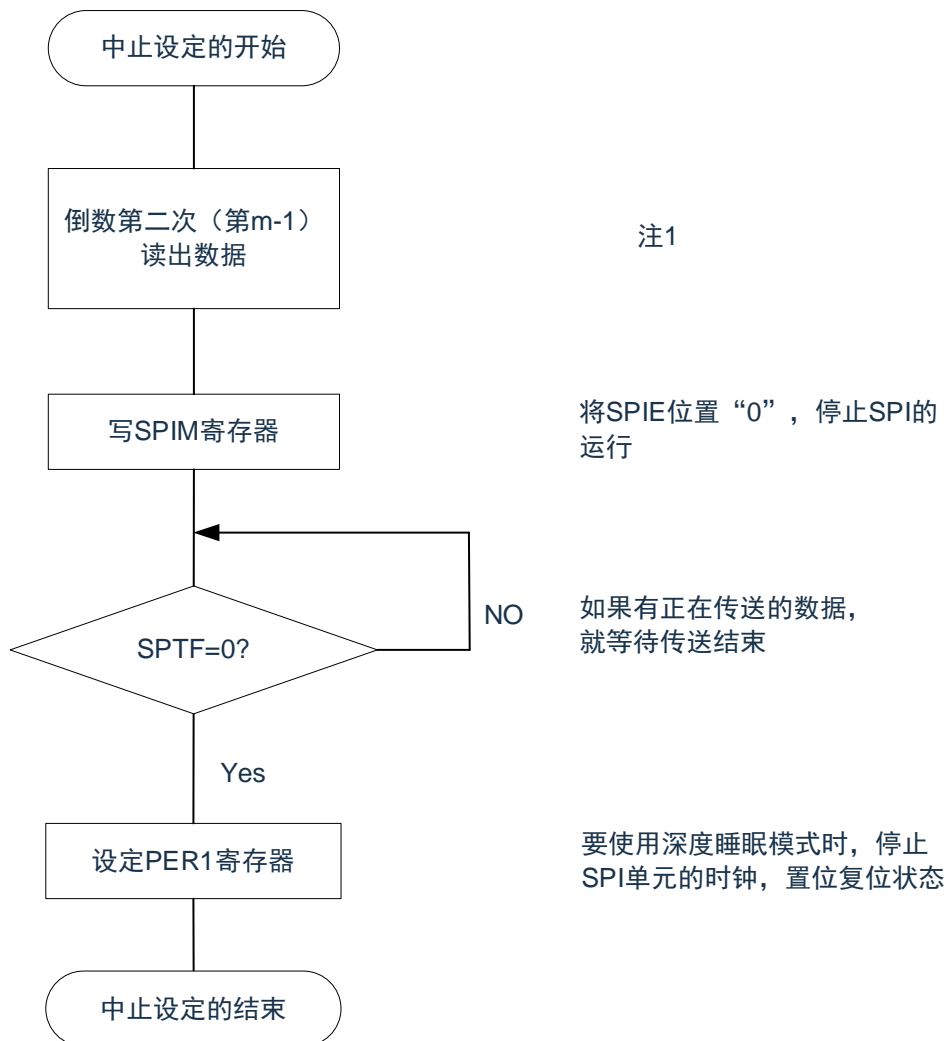 中止设定的开始
倒数第二次（第m-1）
读出数据
注1
写SPIM寄存器
将SPIE位置“0”，停止SPI的
运行
SPTF=0?
NO
如果有正在传送的数据，
就等待传送结束
Yes
设定PER1寄存器
要使用深度睡眠模式时，停止
SPI单元的时钟，置位复位状态
中止设定的结束